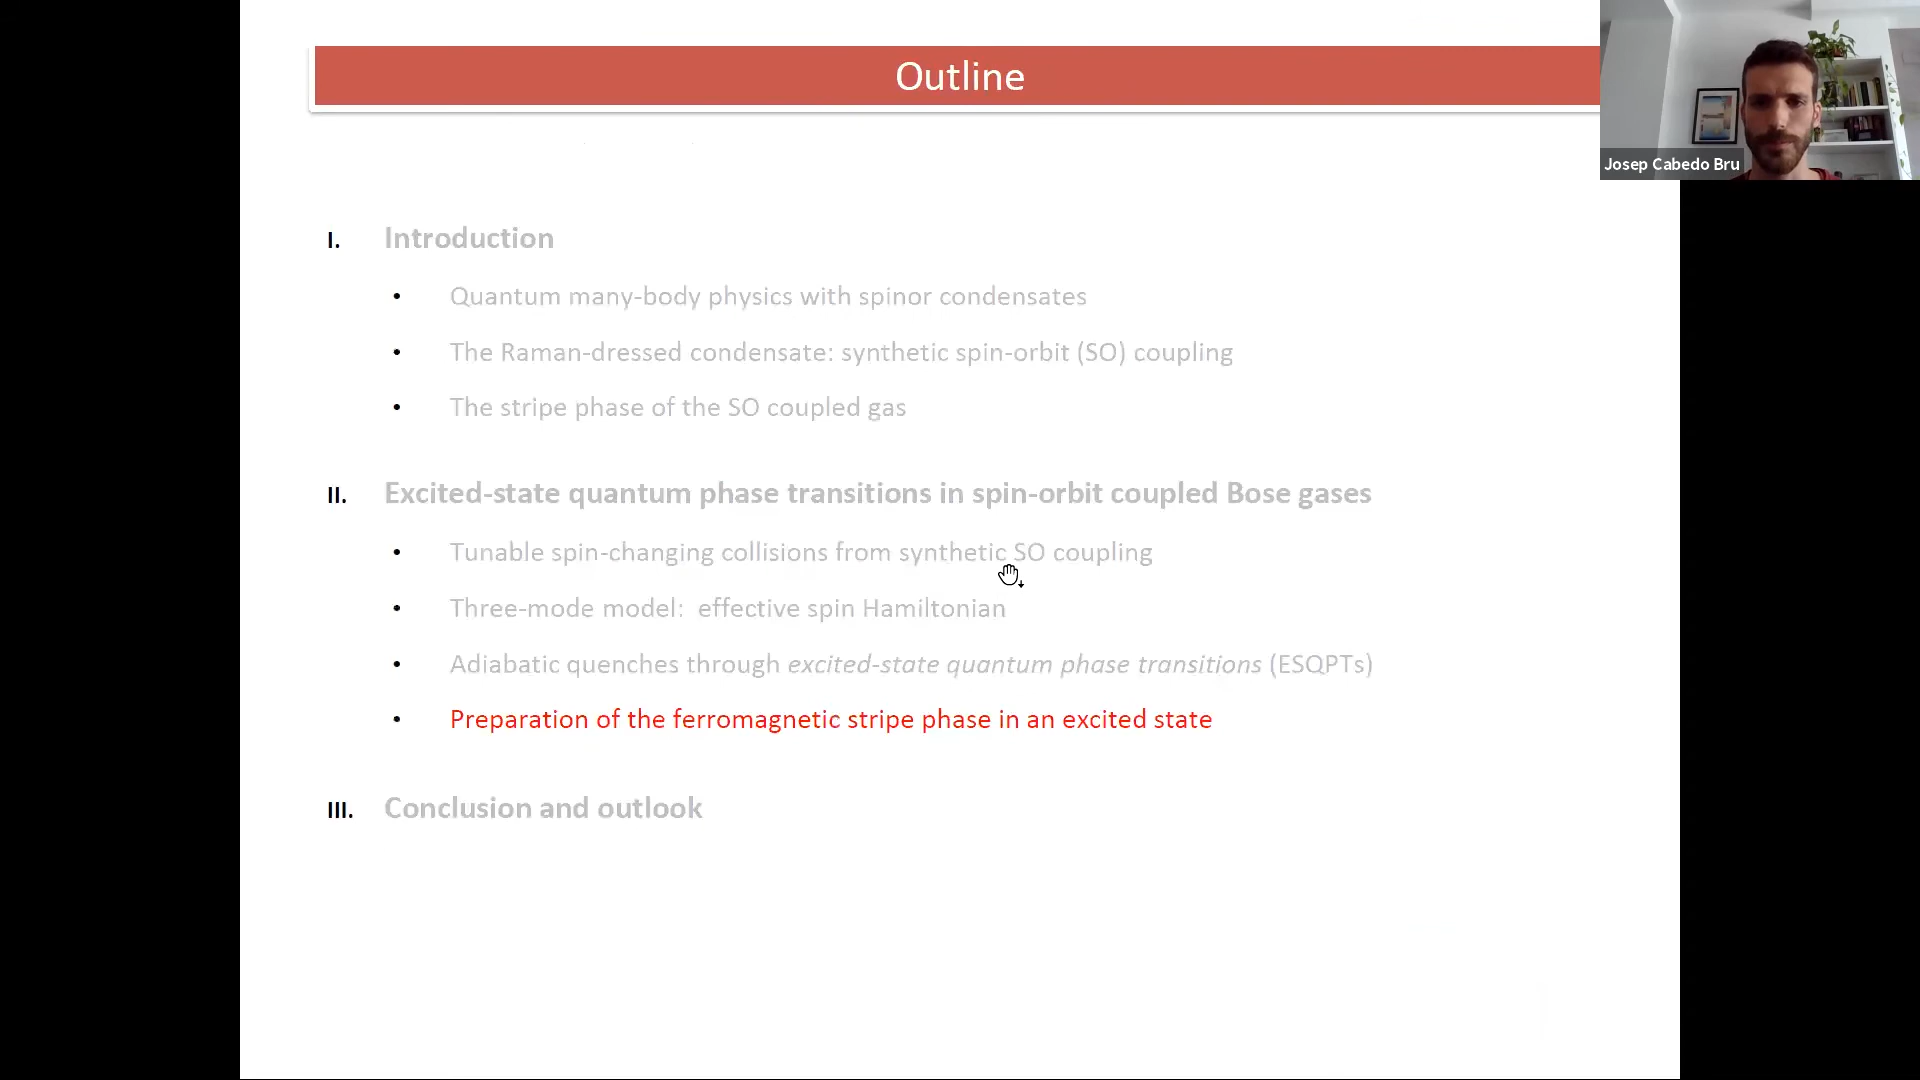 Outline
Josep Cabedo Bru
I. Introduction
• Quantum many-body physics with spinor condensates
• The Raman-dressed condensate: synthetic spin-orbit (SO) coupling
• The stripe phase of the SO coupled gas
II. Excited-state quantum phase transitions in spin-orbit coupled Bose gases
• Tunable spin-changing collisions from synthetic SO coupling
• Three-mode model: effective spin Hamiltonian
• Adiabatic quenches through excited-state quantum phase transitions (ESQPTs)
• Preparation of the ferromagnetic stripe phase in an excited state
III. Conclusion and outlook